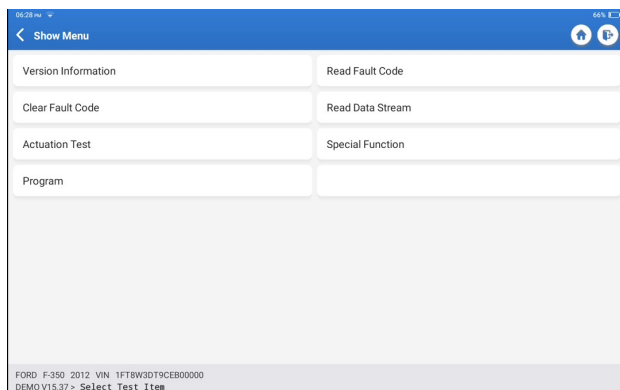 06:28 PM
66%
Show Menu
Version Information
Read Fault Code
Clear Fault Code
Read Data Stream
Actuation Test
Special Function
Program
FORD F-350 2012 VIN 1FT8W3DT9CEB00000
DEMO V15.37 > Select Test Item